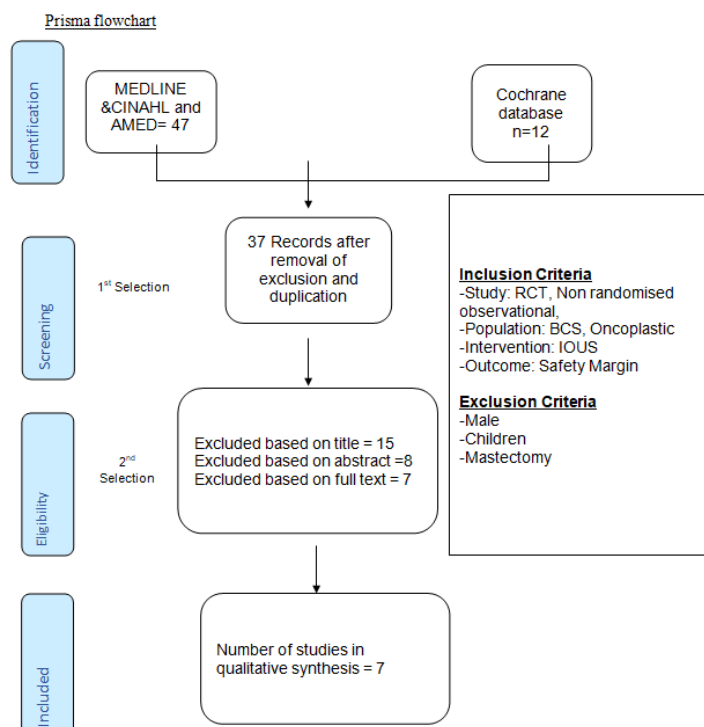 Prisma flowchart
Identification
MEDLINE
&CINAHL and
AMED= 47
Cochrane
database
n=12
Screening
1st Selection
37 Records after
removal of
exclusion and
duplication
Inclusion Criteria
-Study: RCT, Non randomised
observational,
-Population: BCS, Oncoplastic
-Intervention: IOUS
-Outcome: Safety Margin
Exclusion Criteria
-Male
-Children
-Mastectomy
Eligibility
2nd
Selection
Excluded based on title = 15
Excluded based on abstract =8
Excluded based on full text = 7
Included
Number of studies in
qualitative synthesis = 7